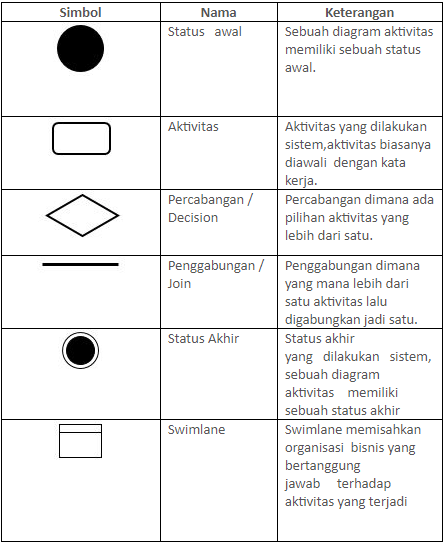 Simbol
Nama
Keterangan
Status awal
Sebuah diagram aktivitas
memiliki sebuah status
awal.
Aktivitas
Aktivitas yang dilakukan
sistem,aktivitas biasanya
diawali dengan kata
kerja.
Percabangan /
Decision
Percabangan dimana ada
pilihan aktivitas yang
lebih dari satu.
Penggabungan /
Join
Penggabungan dimana
yang mana lebih dari
satu aktivitas lalu
digabungkan jadi satu.
Status Akhir
Status akhir
yang dilakukan sistem,
sebuah diagram
aktivitas memiliki
sebuah status akhir
Swimlane
Swimlane memisahkan
organisasi bisnis yang
bertanggung
jawab terhadap
aktivitas yang terjadi